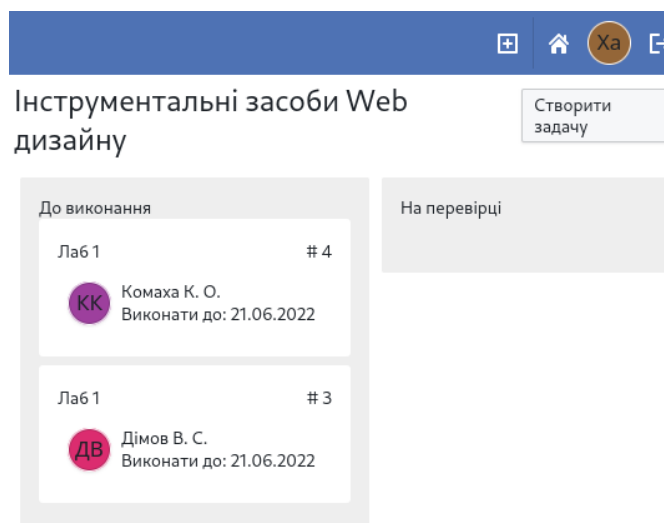 Ха
Інструментальні засоби Web
дизайну
Створити
задачу
До виконання
Лаб 1 # 4
КК
Комаха К. О.
Виконати до: 21.06.2022
Лаб 1 # 3
ДВ
Дімов В. С.
Виконати до: 21.06.2022
На перевірці